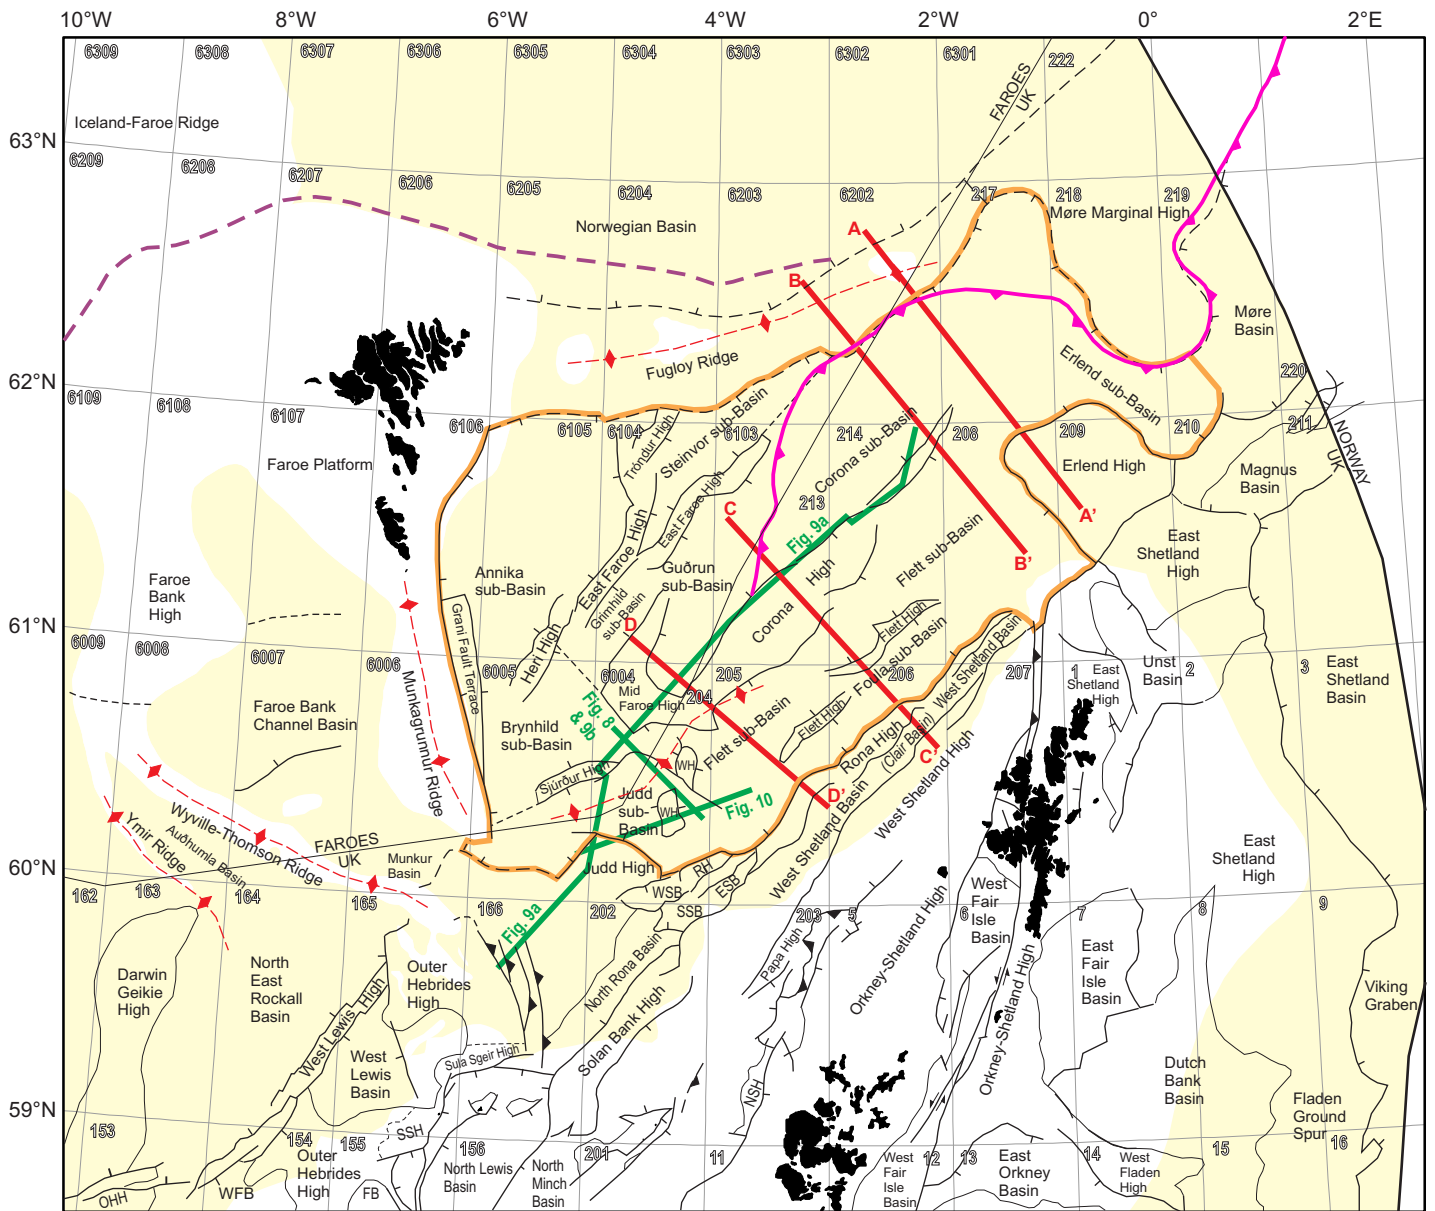 10°W 8°W 6°W 4°W 2°W 0° 2°E
6309 6308 6307 6306 6305 6304 6303 6302 6301 222
FAROES
UK
Iceland-Faroe Ridge
63°N
6209 6208 6207 6206 6205 6204 6203 6202 217 218 219
Møre Marginal High
Norwegian Basin
A
B
Møre
Basin
Fugloy Ridge
Erlend sub-Basin
62°N
220
6109 6108 6107 6106 6105 6104 6103 214 208 209 210 211
NORWAY
UK
Tróndur High
Steinvor sub-Basin
Corona sub-Basin
Faroe Platform
Erlend High
Magnus
Basin
East Faroe High
213
C
A'
Fig. 9a
East
Shetland
High
B'
Flett sub-Basin
Faroe
Bank
High
Annika
sub-Basin
East Faroe High
Guðrun
sub-Basin
Corona
High
Grimhild
sub-Basin
Grani Fault Terrace
Flett High
61°N
D
6009 6008 6007 6006 6005 6004 205 206 207 1 2 3
Heri High
Foula sub-Basin
West Shetland Basin
East
Shetland
High
Unst
Basin
East
Shetland
Basin
Munkagrunnur Ridge
Mid
Faroe High
204
Faroe Bank
Channel Basin
Fig. 8
& 9b
Brynhild
sub-Basin
Flett sub-Basin
Flett High
Rona High
(Clair Basin)
C'
West Shetland High
WH
Sjúrður High
Judd
sub-
Basin
WH
D'
Fig. 10
West Shetland Basin
Ymir Ridge
Wyville-Thomson Ridge
Auðhumla Basin
FAROES
UK
Munkur
Basin
East
Shetland
High
60°N
Judd High
RH
162 163 164 165 166 202 WSB ESB 203 5 6 7 8 9
SSB
West
Fair
Isle
Basin
Fig. 9a
Orkney-Shetland High
Papa High
North Rona Basin
East
Fair
Isle
Basin
Darwin
Geikie
High
North
East
Rockall
Basin
Outer
Hebrides
High
Solan Bank High
Orkney-Shetland High
Viking
Graben
West Lewis High
West
Lewis
Basin
Sula Sgeir High
NSH
Dutch
Bank
Basin
59°N
Fladen
Ground
Spur
153 154 155 SSH 156 201 11 12 13 14 15 16
Outer
Hebrides
High
OHH WFB FB
North Lewis
Basin
North
Minch
Basin
West
Fair
Isle
Basin
East
Orkney
Basin
West
Fladen
High